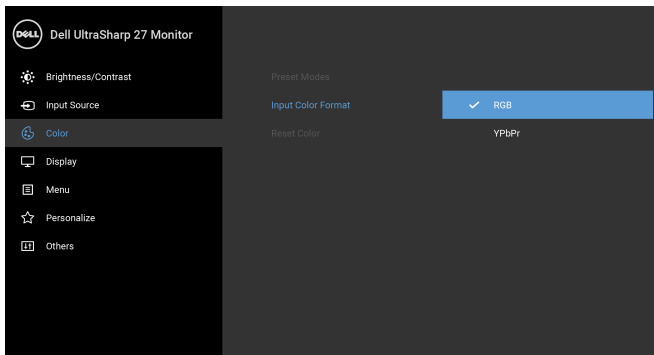 DELL
Dell UltraSharp 27 Monitor
Brightness/Contrast
Input Source
Color
Display
Menu
Personalize
Others
Preset Modes
Input Color Format
Reset Color
RGB
YPbPr